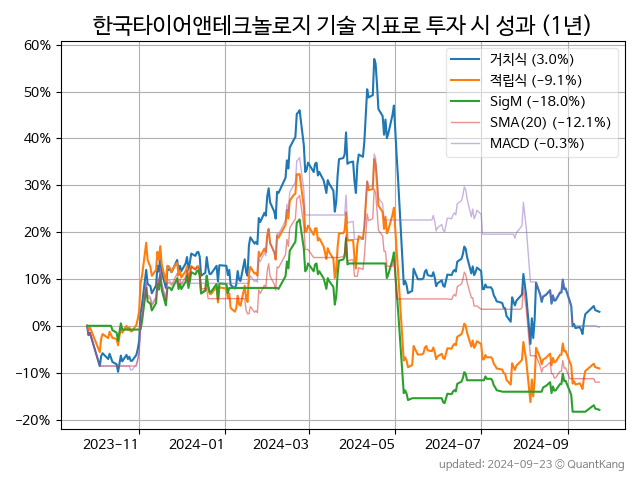 한국타이어앤테크놀로지 기술 지표로 투자 시 성과 (1년)
60%
50%
40%
30%
20%
10%
0%
−10%
−20%
거치식 (3.0%)
적립식 (−9.1%)
SigM (−18.0%)
SMA(20) (−12.1%)
MACD (−0.3%)
2023-11
2024-01
2024-03
2024-05
2024-07
2024-09
updated: 2024-09-23 © QuantKang